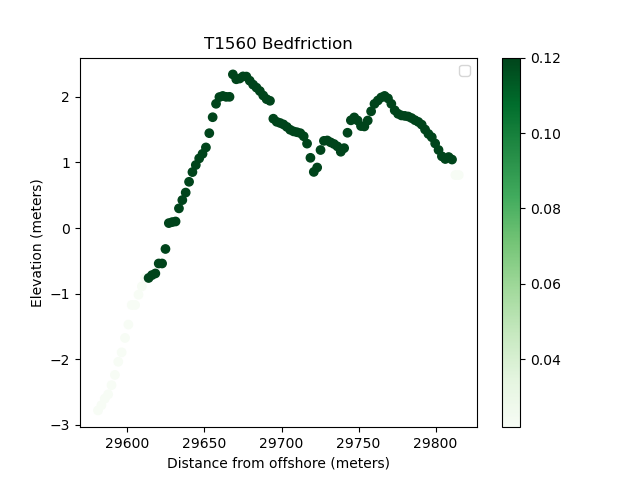 T1560 Bedfriction
2
1
0
−1
−2
−3
Elevation (meters)
29600 29650 29700 29750 29800
Distance from offshore (meters)
0.12
0.10
0.08
0.06
0.04